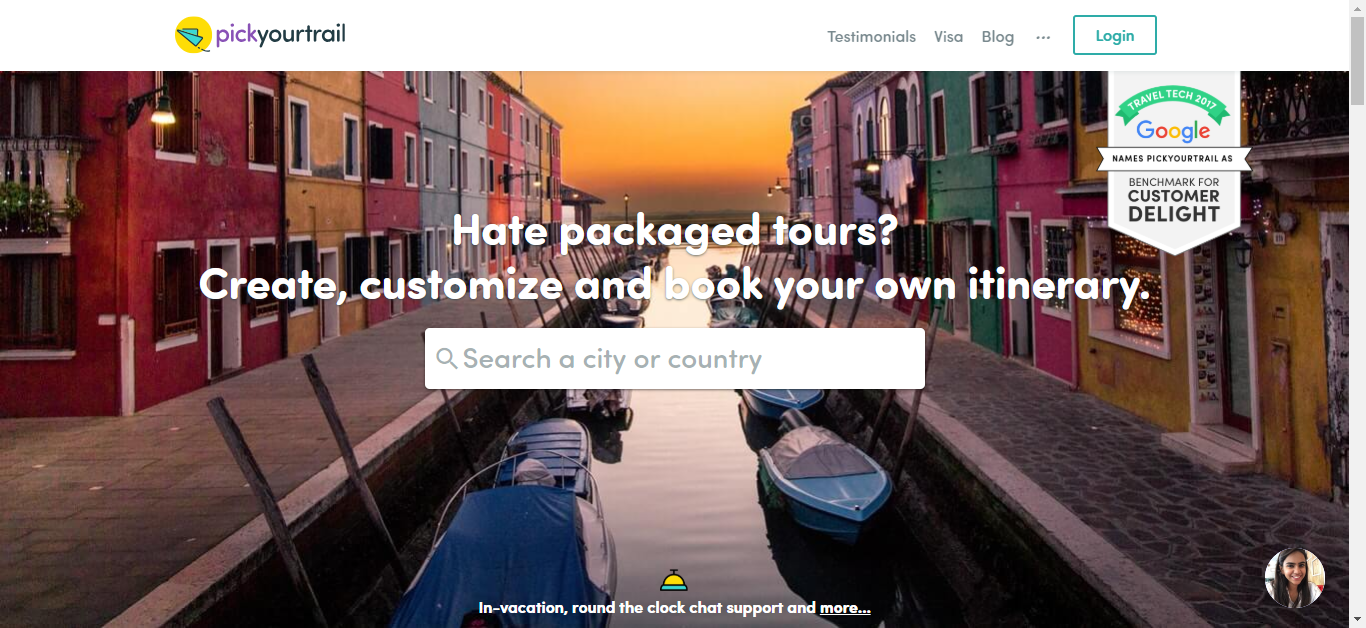 pickyourtrail
Testimonials
Visa
Blog
...
Login
TRAVEL TECH 2017
Google
NAMES PICKYOURTRAIL AS
BENCHMARK FOR
CUSTOMER
DELIGHT
Hate packaged tours?
Create, customize and book your own itinerary.
Search a city or country
In-vacation, round the clock chat support and more...